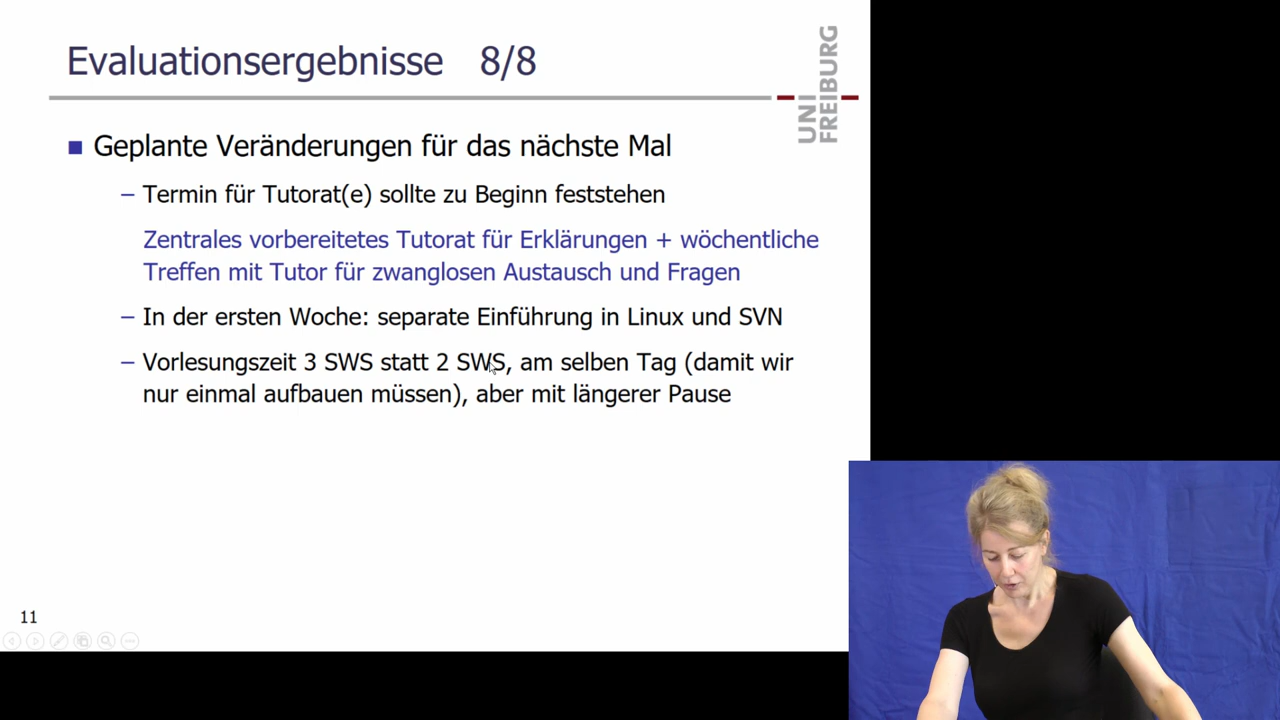 Evaluationsergebnisse 8/8
UNI
FREIBURG
■ Geplante Veränderungen für das nächste Mal
– Termin für Tutorat(e) sollte zu Beginn feststehen
Zentrales vorbereitetes Tutorat für Erklärungen + wöchentliche
Treffen mit Tutor für zwanglosen Austausch und Fragen
– In der ersten Woche: separate Einführung in Linux und SVN
– Vorlesungszeit 3 SWS statt 2 SWS, am selben Tag (damit wir
nur einmal aufbauen müssen), aber mit längerer Pause
11